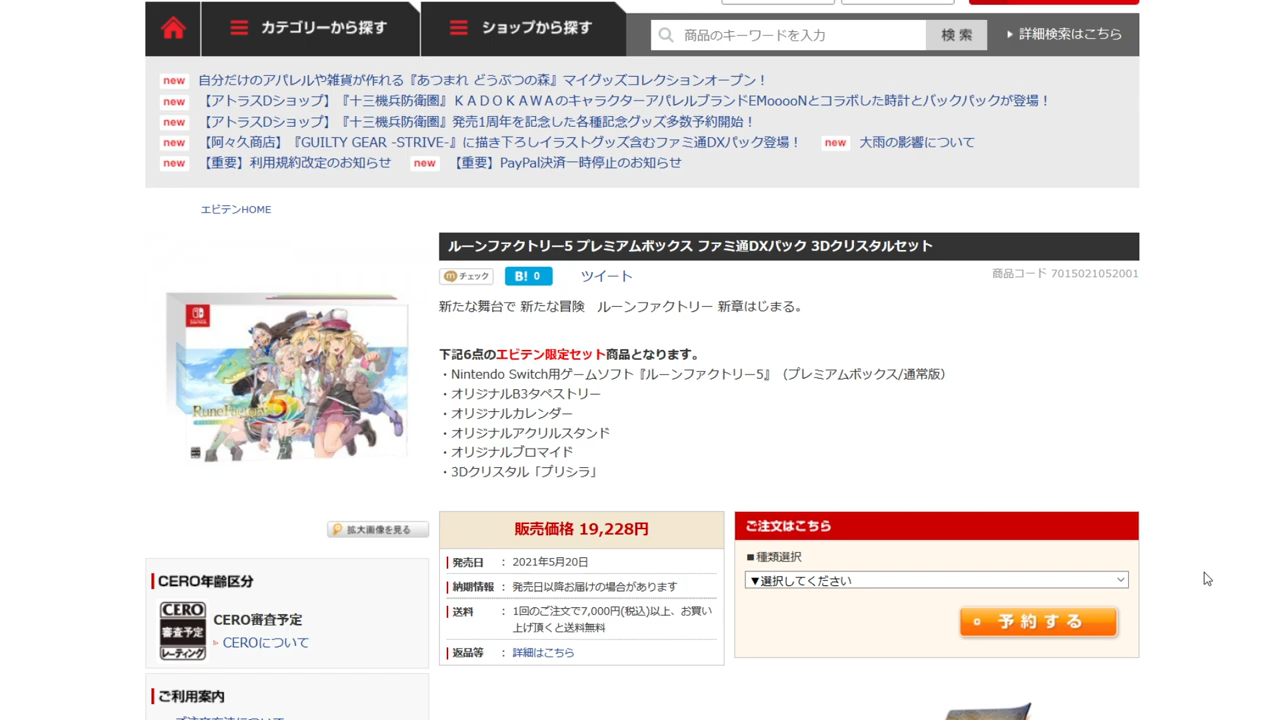 カテゴリーから探す
ショップから探す
商品のキーワードを入力
検 索
詳細検索はこちら
new 自分だけのアパレルや雑貨が作れる『あつまれ どうぶつの森』マイグッズコレクションオープン！
new 【アトラスDショップ】『十三機兵防衛圏』ＫＡＤＯＫＡＷＡのキャラクターアパレルブランドEMooooNとコラボした時計とバックパックが登場！
new 【アトラスDショップ】『十三機兵防衛圏』発売1周年を記念した各種記念グッズ多数予約開始！
new 【阿々久商店】『GUILTY GEAR -STRIVE-』に描き下ろしイラストグッズ含むファミ通DXパック登場！ new 大雨の影響について
new 【重要】利用規約改定のお知らせ new 【重要】PayPal決済一時停止のお知らせ
エビテンHOME
ルーンファクトリー5 プレミアムボックス ファミ通DXパック 3Dクリスタルセット
チェック
B! 0
ツイート
商品コード 7015021052001
新たな舞台で 新たな冒険　ルーンファクトリー 新章はじまる。
下記6点のエビテン限定セット商品となります。
・Nintendo Switch用ゲームソフト『ルーンファクトリー5』（プレミアムボックス/通常版）
・オリジナルB3タペストリー
・オリジナルカレンダー
・オリジナルアクリルスタンド
・オリジナルブロマイド
・3Dクリスタル「プリシラ」
Rune Factory 5
拡大画像を見る
販売価格 19,228円
発売日 ： 2021年5月20日
納期情報 ： 発売日以降お届けの場合があります
送料 ： 1回のご注文で7,000円(税込)以上、お買い
上げ頂くと送料無料
返品等 ： 詳細はこちら
ご注文はこちら
■種類選択
▼選択してください
予約する
CERO年齢区分
CERO
審査予定
レーティング
CERO審査予定
CEROについて
ご利用案内